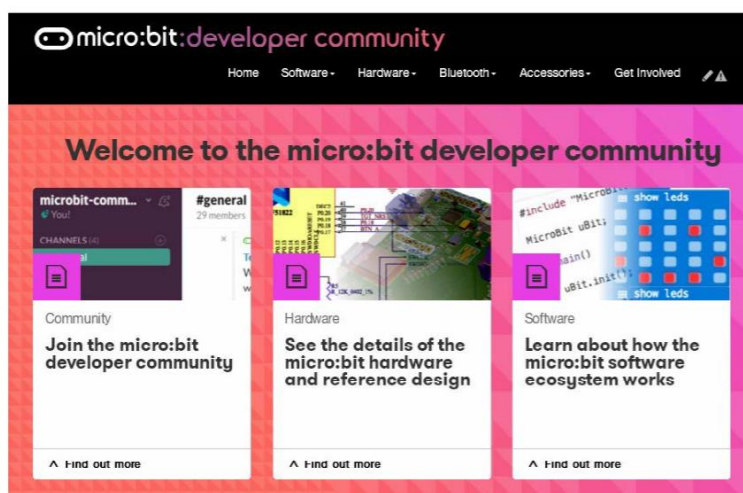 micro:bit:developer community
Home Software Hardware Bluetooth Accessories Get Involved
Welcome to the micro:bit developer community
microbit-comm...
You!
CHANNELS (4)
#general
29 members
#include "MicroBit
MicroBit uBit;
main()
uBit.init();
show leds
show leds
Community
Join the micro:bit
developer community
Find out more
Hardware
See the details of the
micro:bit hardware
and reference design
Find out more
Software
Learn about how the
micro:bit software
ecosystem works
Find out more